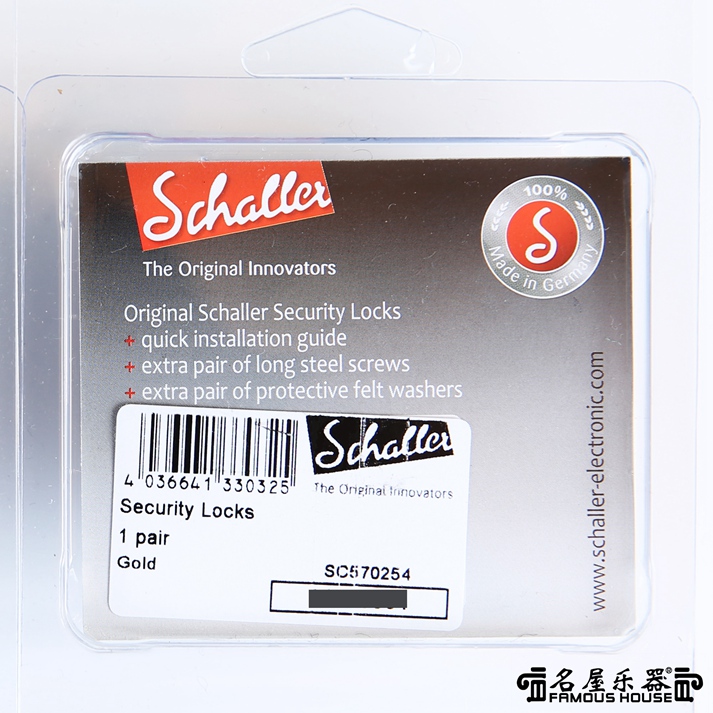 Schaller
The Original Innovators
100%
S
Made in Germany
Original Schaller Security Locks
+ quick installation guide
+ extra pair of long steel screws
+ extra pair of protective felt washers
www.schaller-electronic.com
4 036641 330325
Schaller
The Original Innovators
Security Locks
1 pair
Gold
SC570254
名屋乐器®
FAMOUS HOUSE